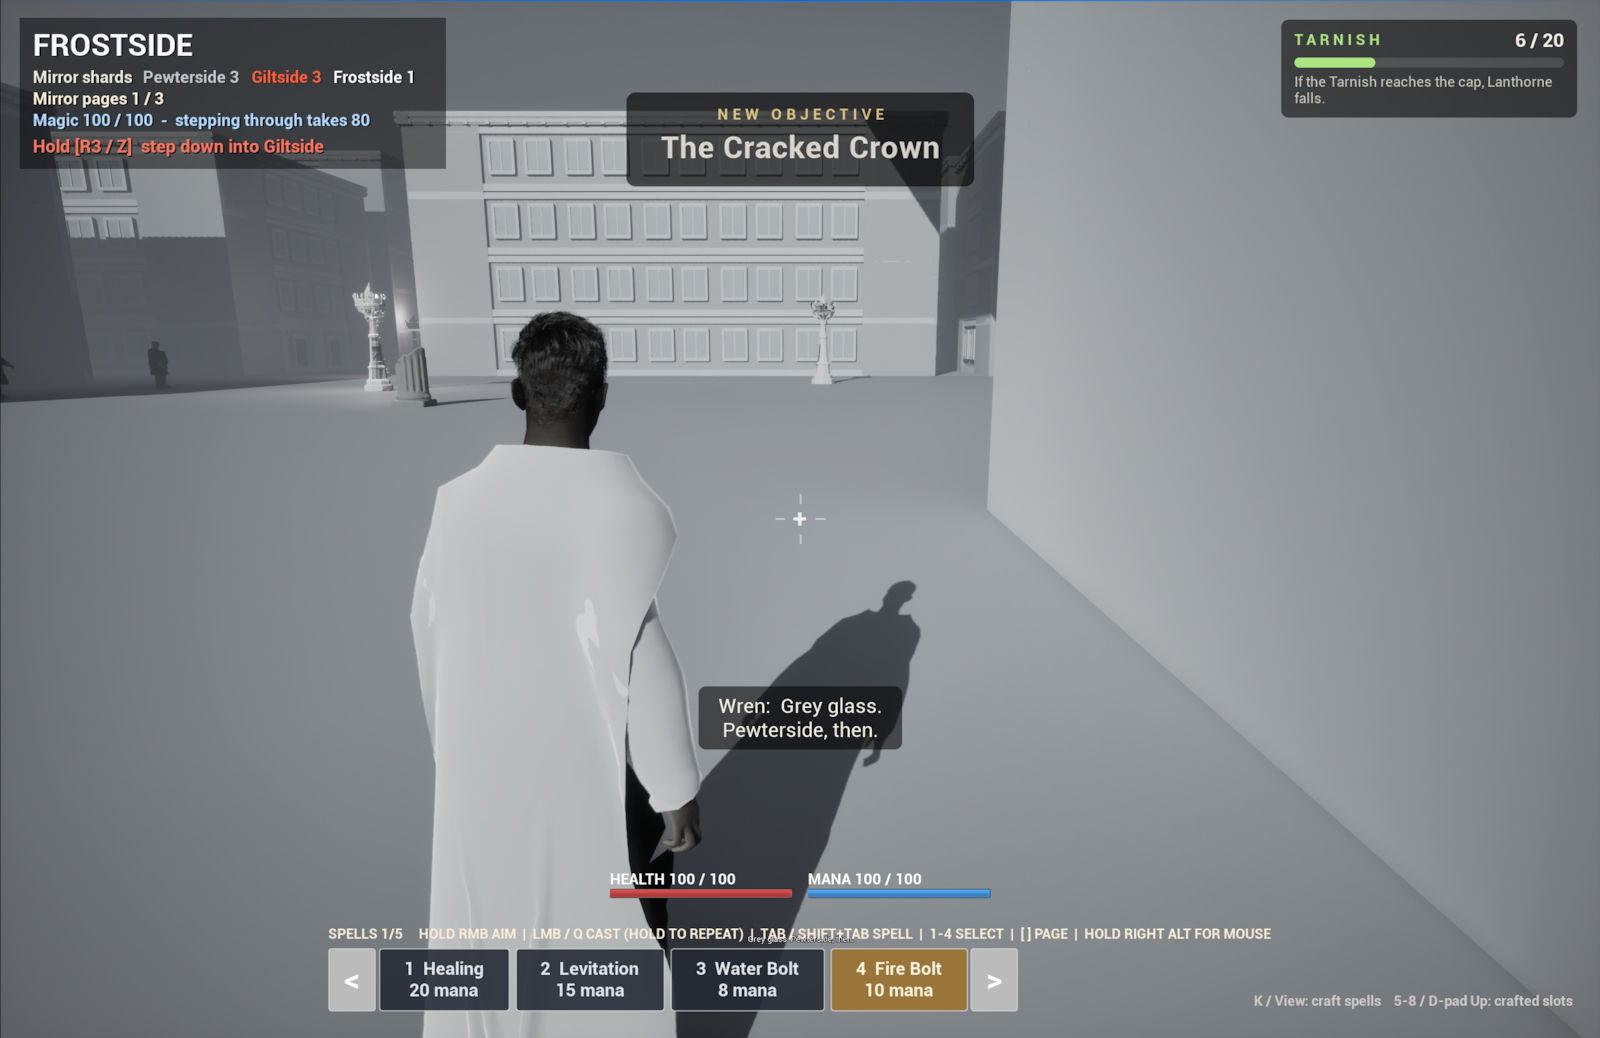 FROSTSIDE
Mirror shards Pewterside 3 Giltside 3 Frostside 1
Mirror pages 1 / 3
Magic 100 / 100 - stepping through takes 80
Hold [R3 / Z] step down into Giltside
TARNISH 6 / 20
If the Tarnish reaches the cap, Lanthorne
falls.
NEW OBJECTIVE
The Cracked Crown
Wren: Grey glass.
Pewterside, then.
HEALTH 100 / 100 MANA 100 / 100
SPELLS 1/5 HOLD RMB AIM | LMB / Q CAST (HOLD TO REPEAT) | TAB / SHIFT+TAB SPELL | 1-4 SELECT | [ ] PAGE | HOLD RIGHT ALT FOR MOUSE
Grey glass. Pewterside, then.
< 1 Healing 2 Levitation 3 Water Bolt 4 Fire Bolt >
20 mana 15 mana 8 mana 10 mana
K / View: craft spells 5-8 / D-pad Up: crafted slots